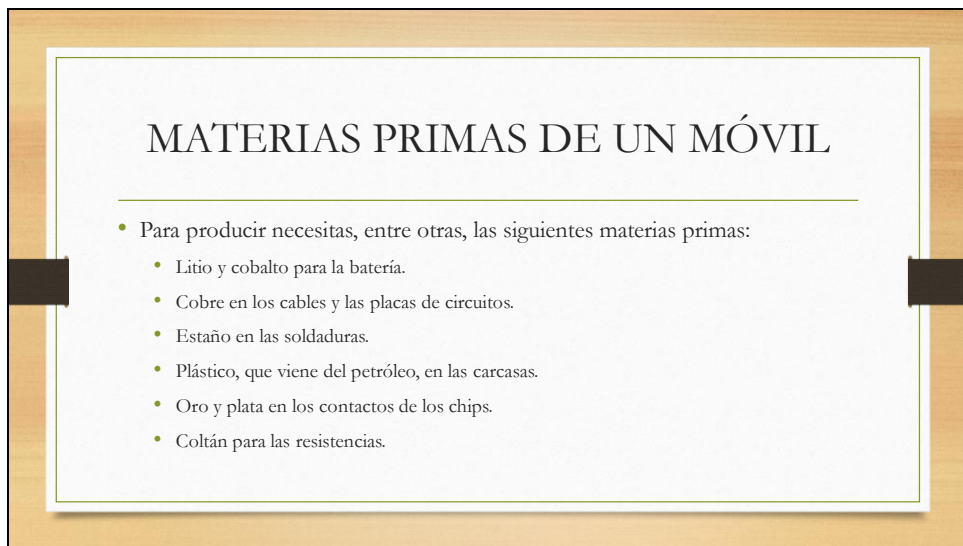 MATERIAS PRIMAS DE UN MÓVIL
• Para producir necesitas, entre otras, las siguientes materias primas:
• Litio y cobalto para la batería.
• Cobre en los cables y las placas de circuitos.
• Estaño en las soldaduras.
• Plástico, que viene del petróleo, en las carcasas.
• Oro y plata en los contactos de los chips.
• Coltán para las resistencias.